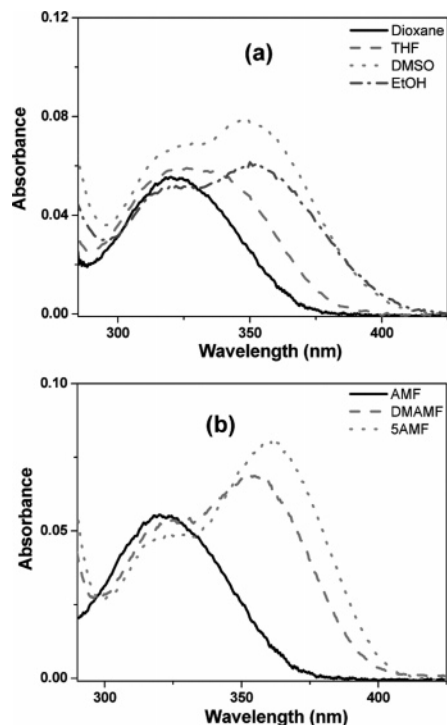 (a)
Dioxane
THF
DMSO
EtOH
Absorbance
0.12
0.08
0.04
0.00
300
350
400
Wavelength (nm)
(b)
AMF
DMAMF
5AMF
Absorbance
0.10
0.05
0.00
300
350
400
Wavelength (nm)